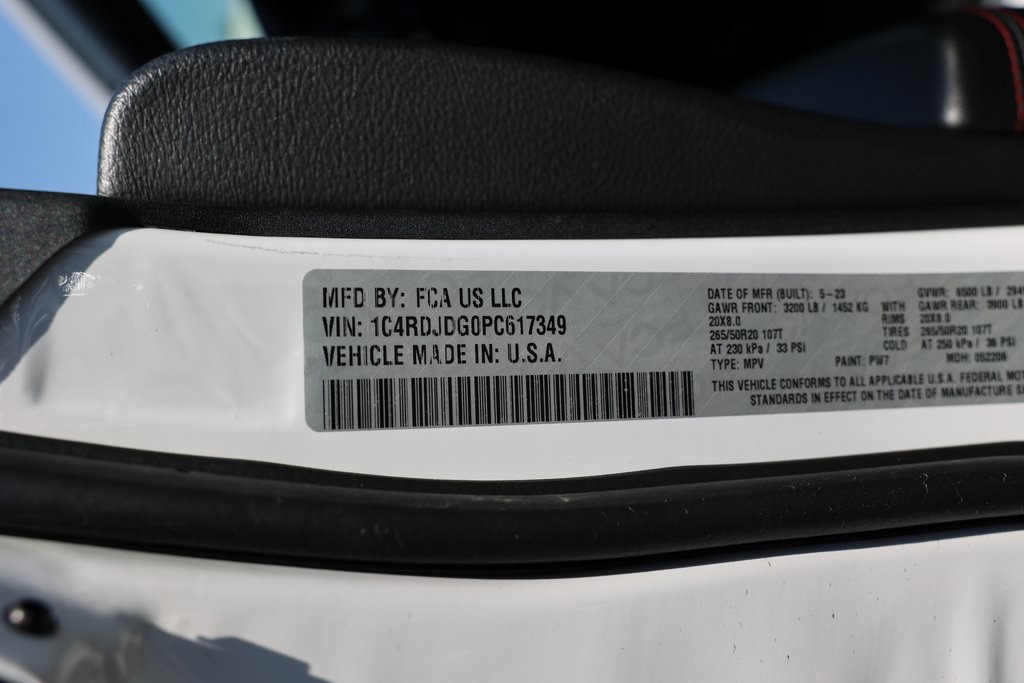 MFD BY: FCA US LLC
VIN: 1C4RDJDG0PC617349
VEHICLE MADE IN: U.S.A.
DATE OF MFR (BUILT): 5-23 GVWR: 6500 LB /
GAWR FRONT: 3200 LB / 1452 KG WITH GAWR REAR: 3900 LB /
20X8.0 RIMS 20X8.0
265/50R20 107T TIRES 265/50R20 107T
AT 230 kPa / 33 PSI COLD AT 250 kPa / 36 PSI
TYPE: MPV PAINT: PW7 MDH: 052206
THIS VEHICLE CONFORMS TO ALL APPLICABLE U.S.A. FEDERAL
STANDARDS IN EFFECT ON THE DATE OF MANUFACTURE